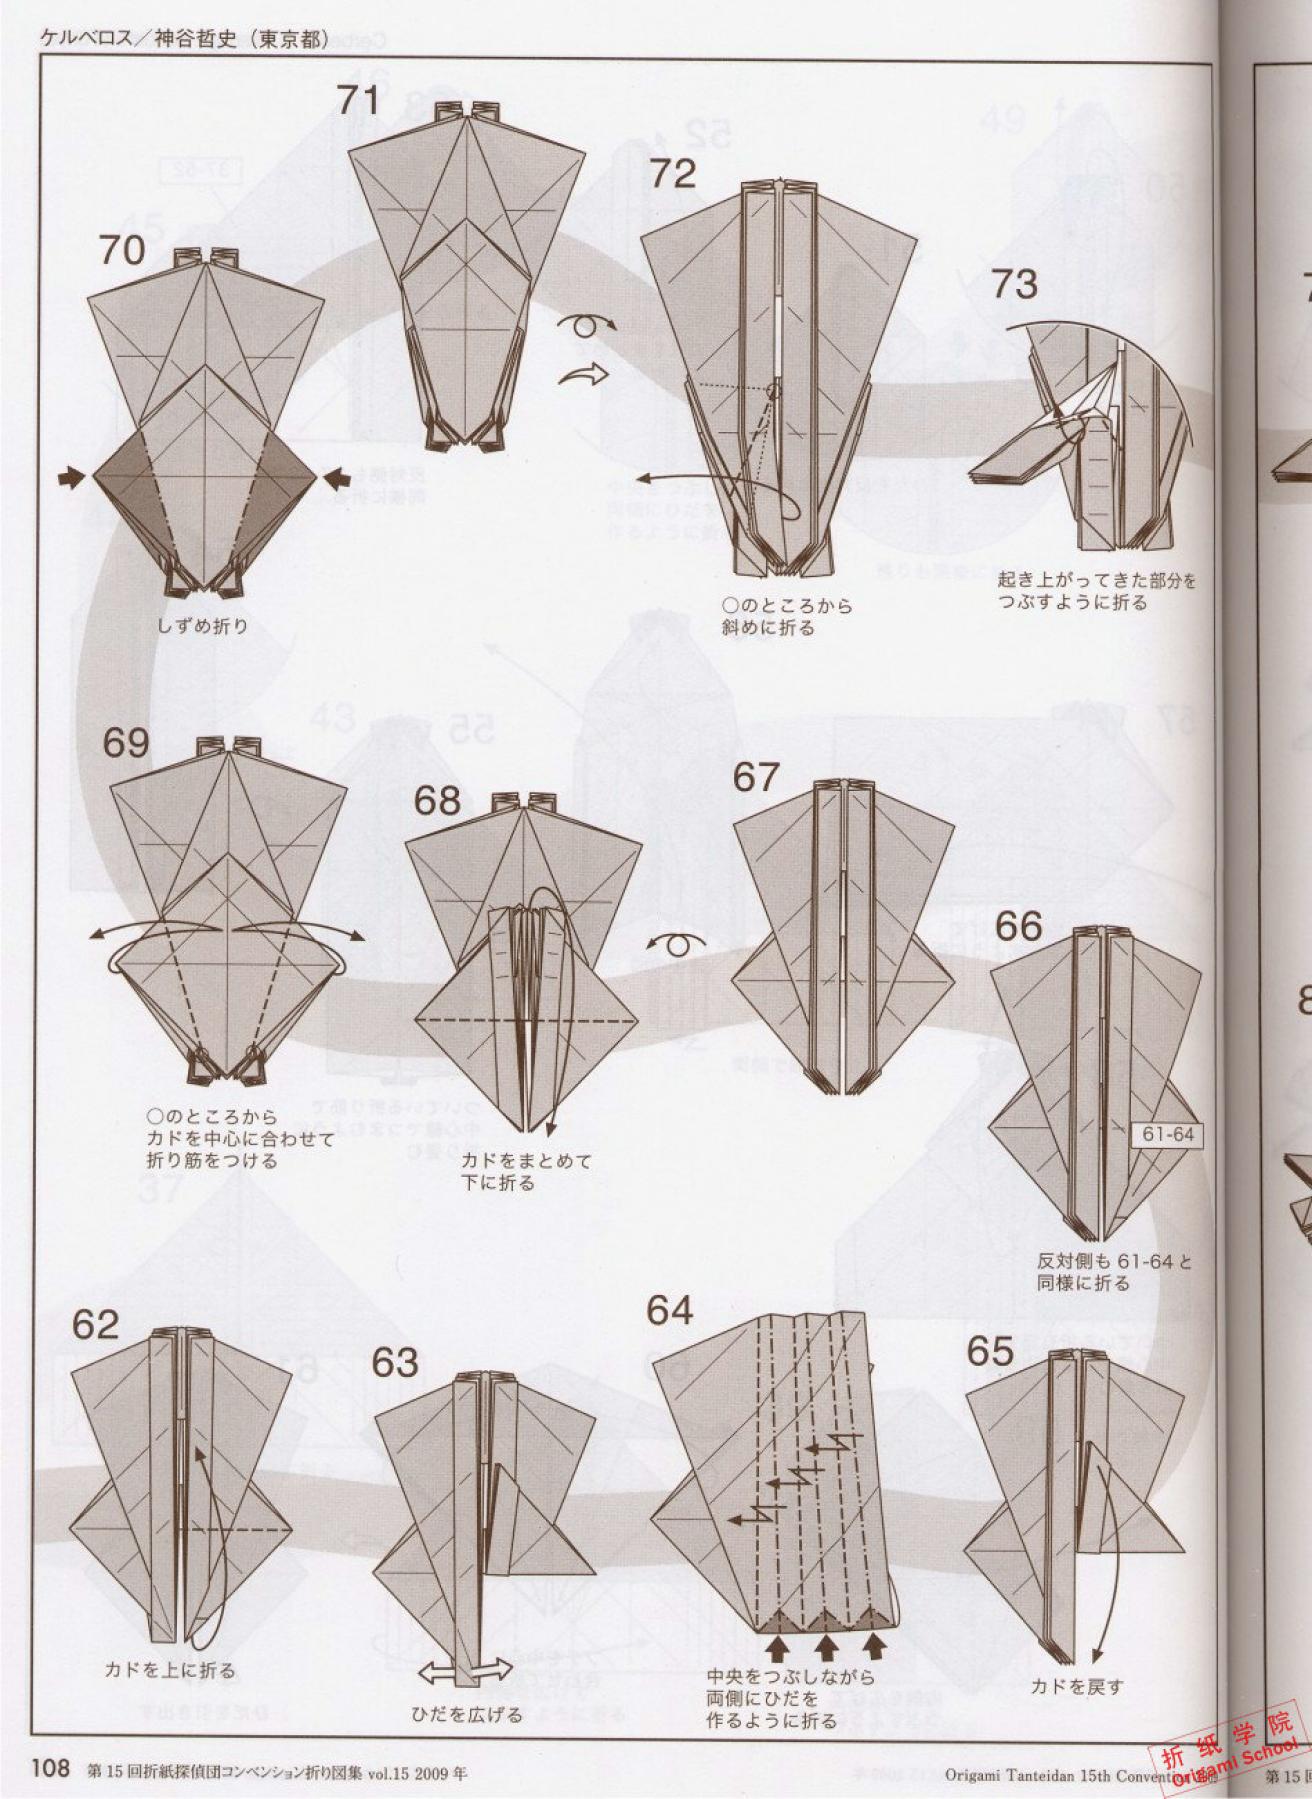 ケルベロス／神谷哲史（東京都）
71
72
70
73
しずめ折り
○のところから
斜めに折る
起き上がってきた部分を
つぶすように折る
69
68
67
66
61-64
○のところから
カドを中心に合わせて
折り筋をつける
カドをまとめて
下に折る
反対側も 61-64 と
同様に折る
62
63
64
65
カドを上に折る
ひだを広げる
中央をつぶしながら
両側にひだを
作るように折る
カドを戻す
108 第 15 回折紙探偵団コンベンション折り図集 vol.15 2009 年
Origami Tanteidan 15th Convention
折纸学院
Origami School
第 15